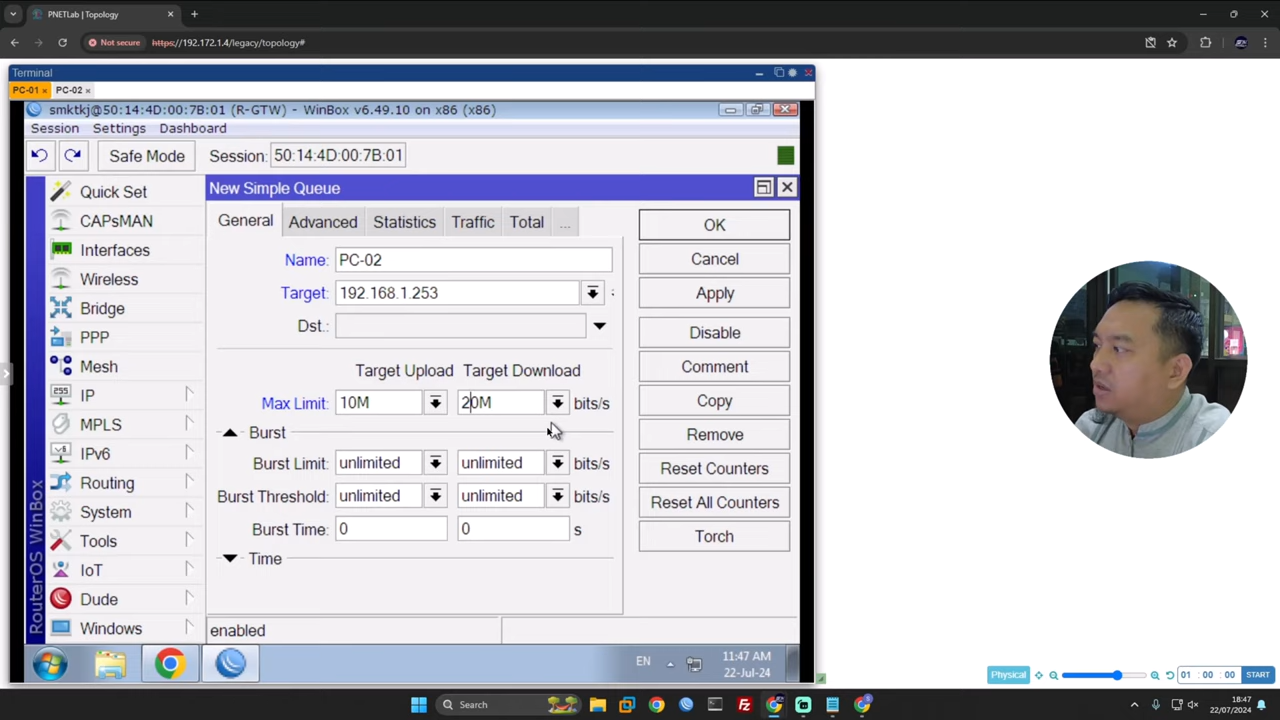 PNETLab | Topology
Not secure
https://192.172.1.4/legacy/topology#
Terminal
PC-01 PC-02
smktkj@50:14:4D:00:7B:01 (R-GTW) - WinBox v6.49.10 on x86 (x86)
Session Settings Dashboard
Safe Mode Session: 50:14:4D:00:7B:01
RouterOS WinBox
Quick Set
CAPsMAN
Interfaces
Wireless
Bridge
PPP
Mesh
IP
MPLS
IPv6
Routing
System
Tools
IoT
Dude
Windows
New Simple Queue
General Advanced Statistics Traffic Total ...
Name: PC-02
Target: 192.168.1.253
Dst.:
Target Upload Target Download
Max Limit: 10M 20M bits/s
Burst
Burst Limit: unlimited unlimited bits/s
Burst Threshold: unlimited unlimited bits/s
Burst Time: 0 0 s
Time
enabled
OK
Cancel
Apply
Disable
Comment
Copy
Remove
Reset Counters
Reset All Counters
Torch
EN
11:47 AM
22-Jul-24
Physical
01 : 00 : 00 START
Search
18:47
22/07/2024